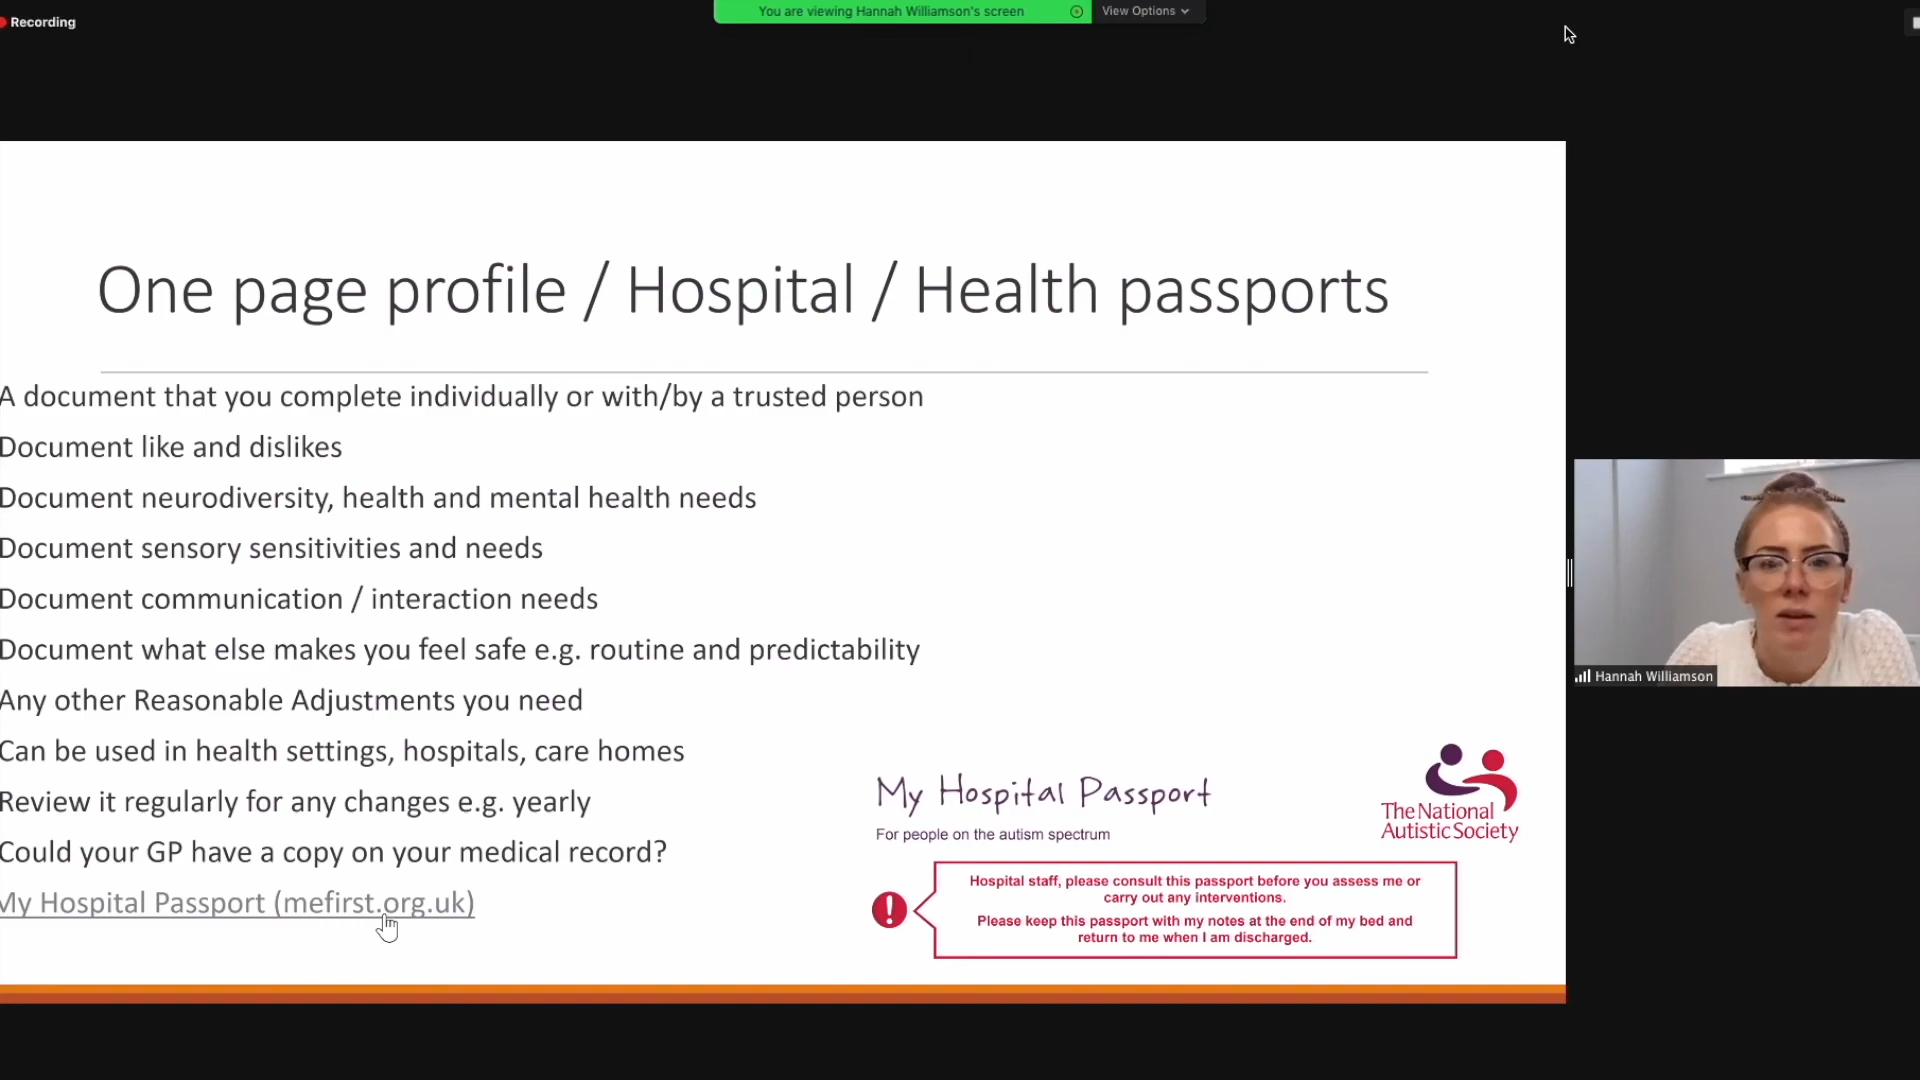 Recording
You are viewing Hannah Williamson's screen
View Options
One page profile / Hospital / Health passports
A document that you complete individually or with/by a trusted person
Document like and dislikes
Document neurodiversity, health and mental health needs
Document sensory sensitivities and needs
Document communication / interaction needs
Document what else makes you feel safe e.g. routine and predictability
Any other Reasonable Adjustments you need
Can be used in health settings, hospitals, care homes
Review it regularly for any changes e.g. yearly
Could your GP have a copy on your medical record?
My Hospital Passport (mefirst.org.uk)
My Hospital Passport
For people on the autism spectrum
The National
Autistic Society
Hospital staff, please consult this passport before you assess me or
carry out any interventions.
Please keep this passport with my notes at the end of my bed and
return to me when I am discharged.
Hannah Williamson